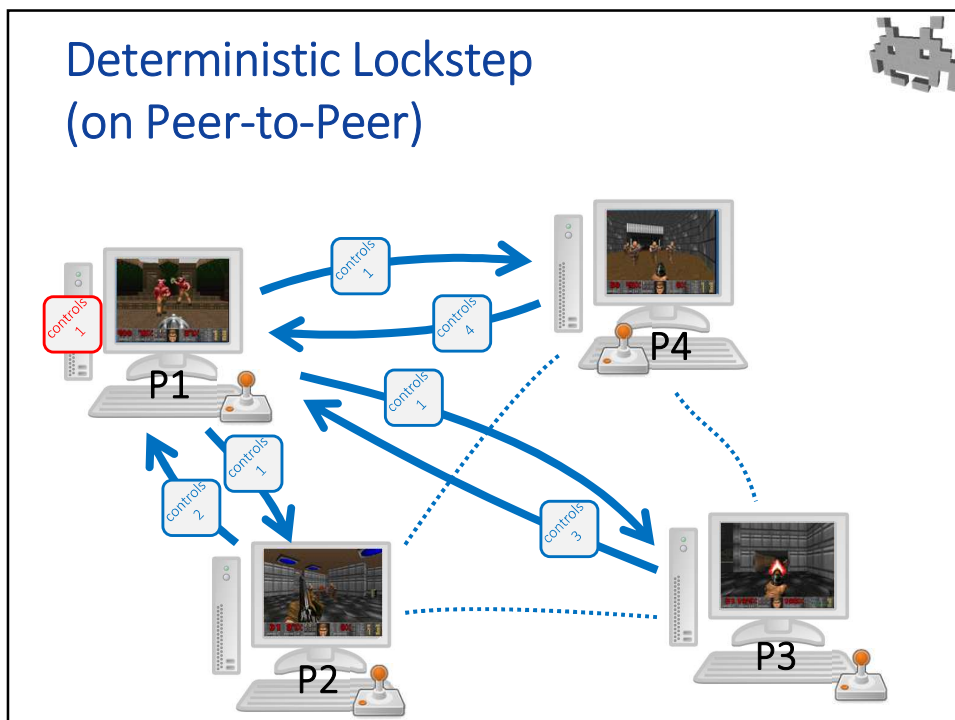 Deterministic Lockstep
(on Peer-to-Peer)
controls
1
controls
4
P4
controls
1
P1
controls
1
controls
1
controls
2
controls
3
P2
P3